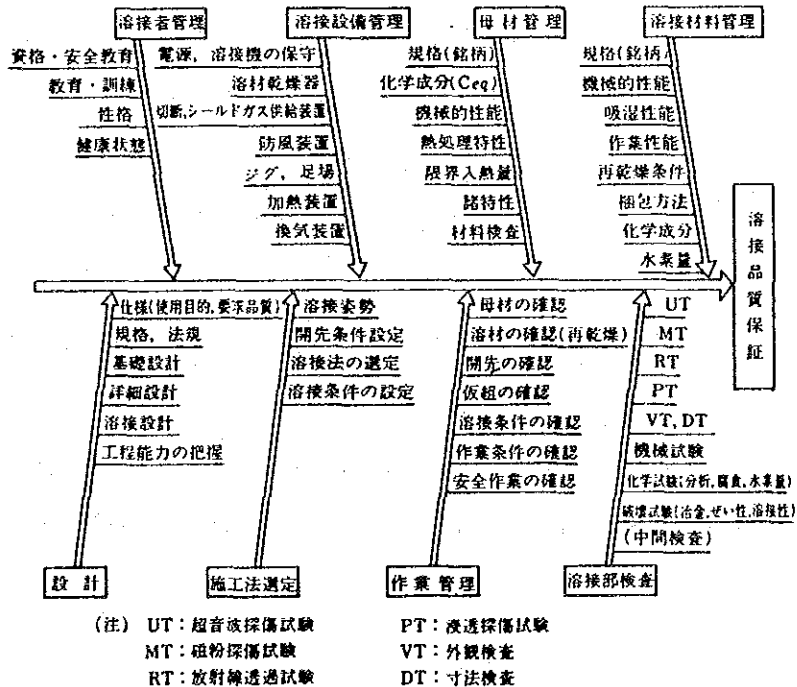 溶接者管理
資格・安全教育
教育・訓練
性格
健康状態
溶接設備管理
電源，溶接機の保守
溶材乾燥器
切断，シールドガス供給装置
防風装置
ジグ，足場
加熱装置
換気装置
母材管理
規格(銘柄)
化学成分(Ceq)
機械的性能
熱処理特性
限界入熱量
諸特性
材料検査
溶接材料管理
規格(銘柄)
機械的性能
吸湿性能
作業性能
再乾燥条件
梱包方法
化学成分
水素量
溶接品質保証
仕様(使用目的，要求品質)
規格，法規
基礎設計
詳細設計
溶接設計
工程能力の把握
設計
溶接姿勢
開先条件設定
溶接法の選定
溶接条件の設定
施工法選定
母材の確認
溶材の確認(再乾燥)
開先の確認
仮組の確認
溶接条件の確認
作業条件の確認
安全作業の確認
作業管理
UT
MT
RT
PT
VT, DT
機械試験
化学試験(分析，腐食，水素量)
破壊試験(冶金，ぜい性，溶接性)
(中間検査)
溶接部検査
(注) UT：超音波探傷試験
MT：磁粉探傷試験
RT：放射線透過試験
PT：浸透探傷試験
VT：外観検査
DT：寸法検査